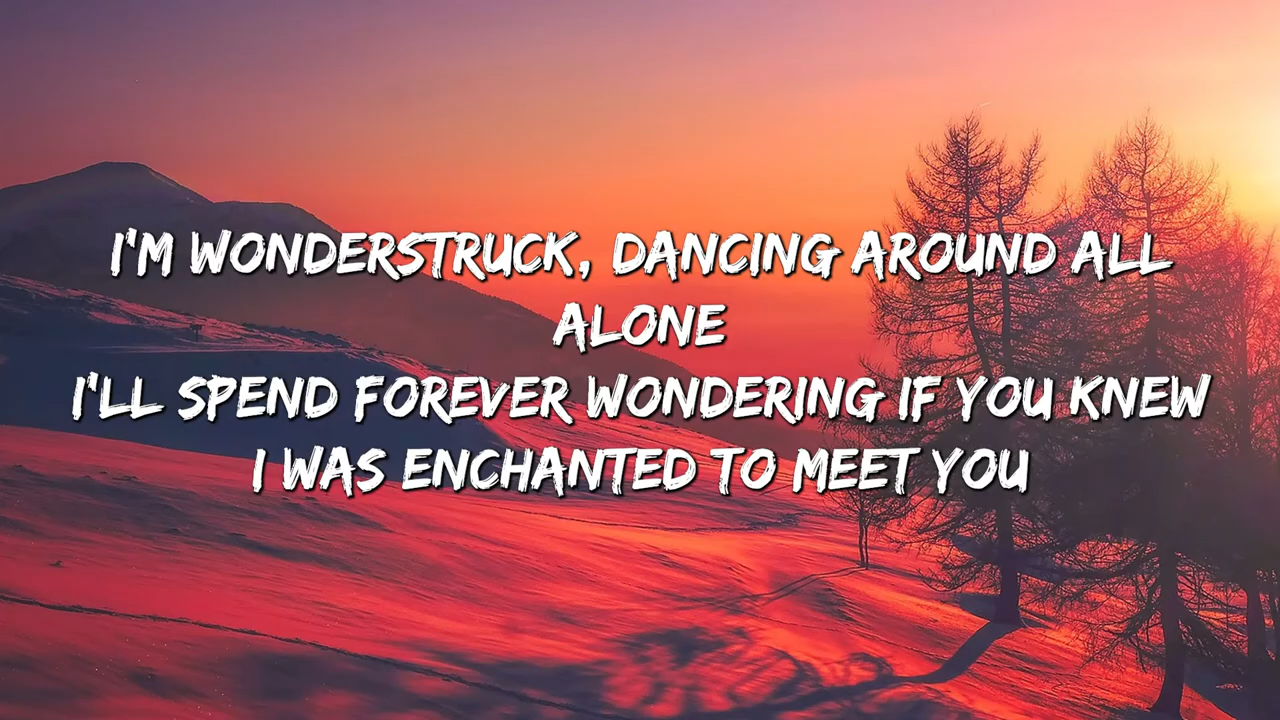 I'M WONDERSTRUCK, DANCING AROUND ALL
ALONE
I'LL SPEND FOREVER WONDERING IF YOU KNEW
I WAS ENCHANTED TO MEET YOU